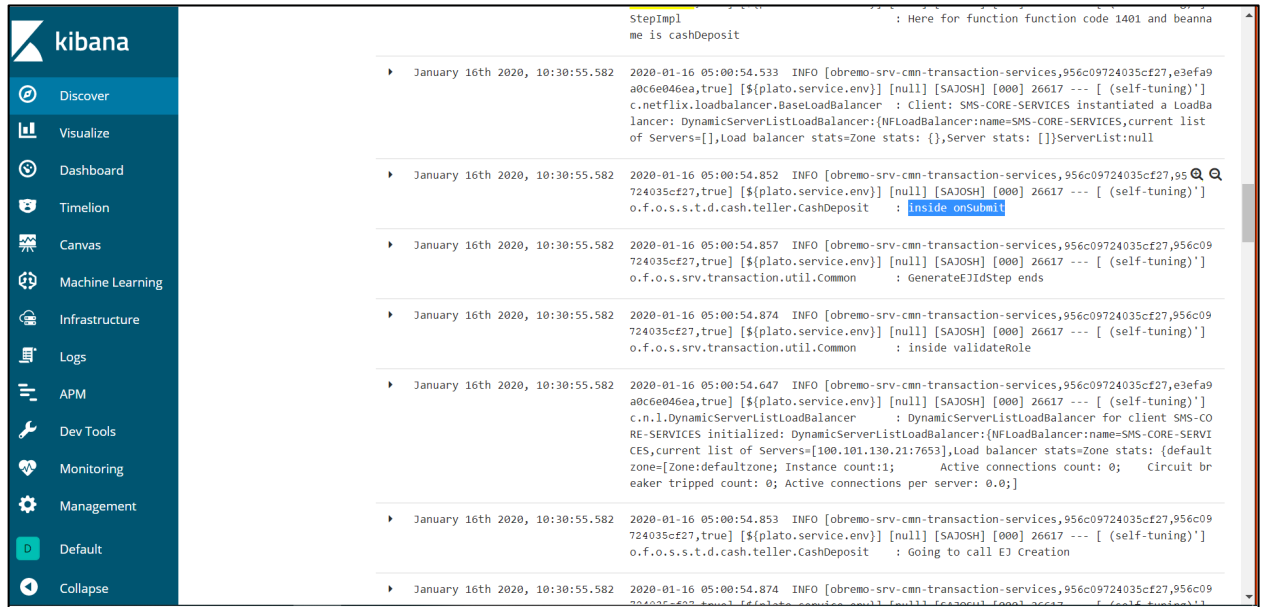 kibana
Discover
Visualize
Dashboard
Timelion
Canvas
Machine Learning
Infrastructure
Logs
APM
Dev Tools
Monitoring
Management
D Default
Collapse
StepImpl : Here for function function code 1401 and beanna
me is cashDeposit
January 16th 2020, 10:30:55.582 2020-01-16 05:00:54.533 INFO [obremo-srv-cmn-transaction-services,956c09724035cf27,e3efa9
a0c6e046ea,true] [${plato.service.env}] [null] [SAJOSH] [000] 26617 --- [ (self-tuning)']
c.netflix.loadbalancer.BaseLoadBalancer : Client: SMS-CORE-SERVICES instantiated a LoadBa
lancer: DynamicServerListLoadBalancer:{NFLoadBalancer:name=SMS-CORE-SERVICES,current list
of Servers=[],Load balancer stats=Zone stats: {},Server stats: []}ServerList:null
January 16th 2020, 10:30:55.582 2020-01-16 05:00:54.852 INFO [obremo-srv-cmn-transaction-services,956c09724035cf27,95
724035cf27,true] [${plato.service.env}] [null] [SAJOSH] [000] 26617 --- [ (self-tuning)']
o.f.o.s.s.t.d.cash.teller.CashDeposit : inside onSubmit
January 16th 2020, 10:30:55.582 2020-01-16 05:00:54.857 INFO [obremo-srv-cmn-transaction-services,956c09724035cf27,956c09
724035cf27,true] [${plato.service.env}] [null] [SAJOSH] [000] 26617 --- [ (self-tuning)']
o.f.o.s.srv.transaction.util.Common : GenerateEJIdStep ends
January 16th 2020, 10:30:55.582 2020-01-16 05:00:54.874 INFO [obremo-srv-cmn-transaction-services,956c09724035cf27,956c09
724035cf27,true] [${plato.service.env}] [null] [SAJOSH] [000] 26617 --- [ (self-tuning)']
o.f.o.s.srv.transaction.util.Common : inside validateRole
January 16th 2020, 10:30:55.582 2020-01-16 05:00:54.647 INFO [obremo-srv-cmn-transaction-services,956c09724035cf27,e3efa9
a0c6e046ea,true] [${plato.service.env}] [null] [SAJOSH] [000] 26617 --- [ (self-tuning)']
c.n.l.DynamicServerListLoadBalancer : DynamicServerListLoadBalancer for client SMS-CO
RE-SERVICES initialized: DynamicServerListLoadBalancer:{NFLoadBalancer:name=SMS-CORE-SERVI
CES,current list of Servers=[100.101.130.21:7653],Load balancer stats=Zone stats: {default
zone=[Zone:defaultzone; Instance count:1; Active connections count: 0; Circuit br
eaker tripped count: 0; Active connections per server: 0.0;]
January 16th 2020, 10:30:55.582 2020-01-16 05:00:54.853 INFO [obremo-srv-cmn-transaction-services,956c09724035cf27,956c09
724035cf27,true] [${plato.service.env}] [null] [SAJOSH] [000] 26617 --- [ (self-tuning)']
o.f.o.s.s.t.d.cash.teller.CashDeposit : Going to call EJ Creation
January 16th 2020, 10:30:55.582 2020-01-16 05:00:54.874 INFO [obremo-srv-cmn-transaction-services,956c09724035cf27,956c09